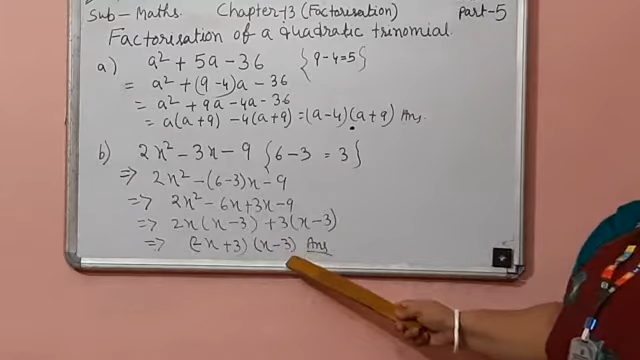 Sub - Maths. Chapter-13 (Factorisation) Part-5
Factorisation of a quadratic trinomial.
a) a² + 5a - 36 {9-4=5}
= a² + (9-4)a - 36
= a² + 9a - 4a - 36
= a(a+9) - 4(a+9) = (a-4)(a+9) Ans.
b) 2x² - 3x - 9 {6-3 = 3}
=> 2x² - (6-3)x - 9
=> 2x² - 6x + 3x - 9
=> 2x(x-3) + 3(x-3)
=> (2x+3) (x-3) Ans